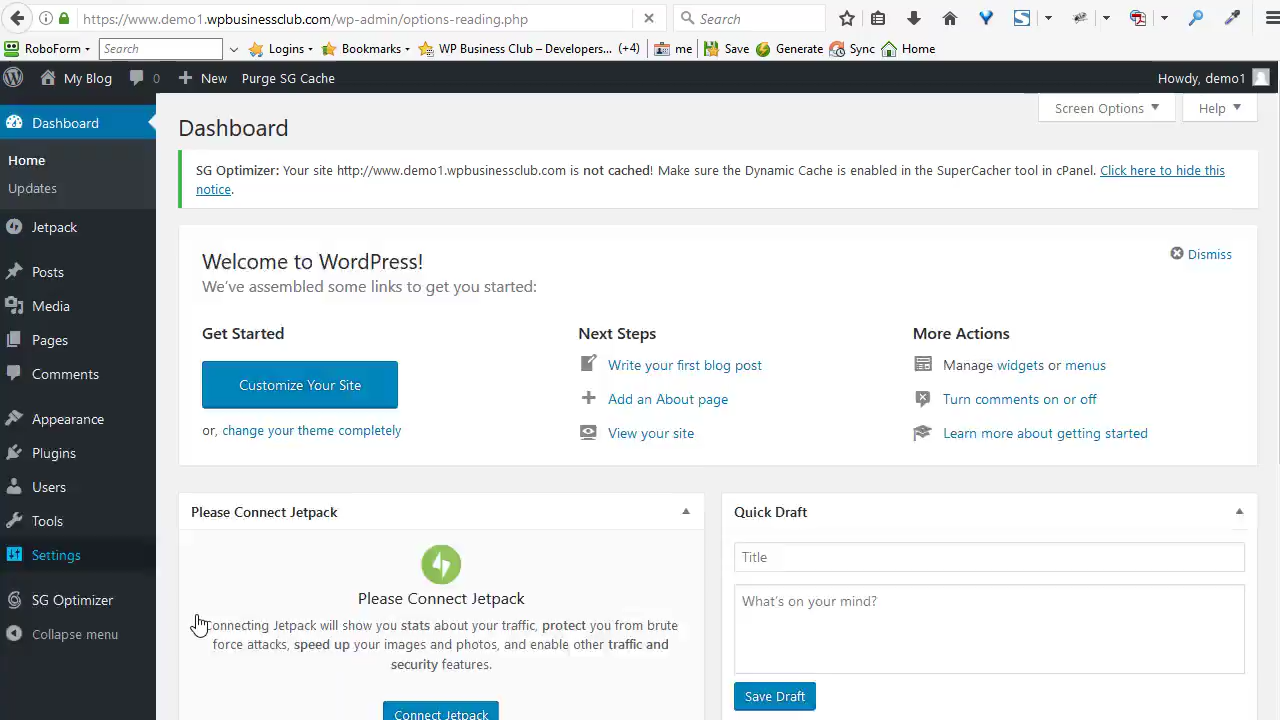 https://www.demo1.wpbusinessclub.com/wp-admin/options-reading.php
Search
RoboForm
Search
Logins
Bookmarks
WP Business Club – Developers... (+4)
me
Save
Generate
Sync
Home
My Blog
0
New
Purge SG Cache
Howdy, demo1
Dashboard
Home
Updates
Jetpack
Posts
Media
Pages
Comments
Appearance
Plugins
Users
Tools
Settings
SG Optimizer
Collapse menu
Screen Options
Help
Dashboard
SG Optimizer: Your site http://www.demo1.wpbusinessclub.com is not cached! Make sure the Dynamic Cache is enabled in the SuperCacher tool in cPanel. Click here to hide this
notice.
Welcome to WordPress!
Dismiss
We've assembled some links to get you started:
Get Started
Customize Your Site
or, change your theme completely
Next Steps
Write your first blog post
Add an About page
View your site
More Actions
Manage widgets or menus
Turn comments on or off
Learn more about getting started
Please Connect Jetpack
Please Connect Jetpack
Connecting Jetpack will show you stats about your traffic, protect you from brute
force attacks, speed up your images and photos, and enable other traffic and
security features.
Connect Jetpack
Quick Draft
Title
What's on your mind?
Save Draft